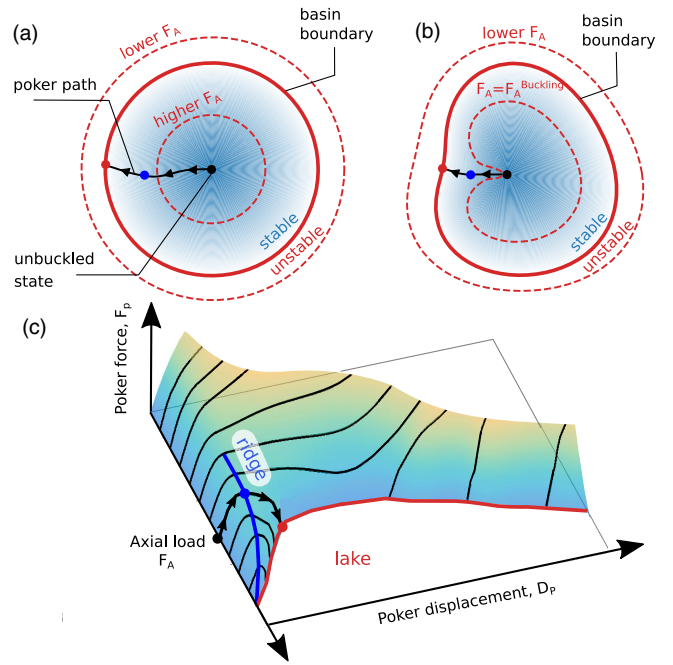 (a)
lower F_A
basin
boundary
poker path
higher F_A
stable
unstable
unbuckled
state
(b)
lower F_A
basin
boundary
F_A=F_A^Buckling
stable
unstable
(c)
Poker force, F_p
ridge
Axial load
F_A
lake
Poker displacement, D_P